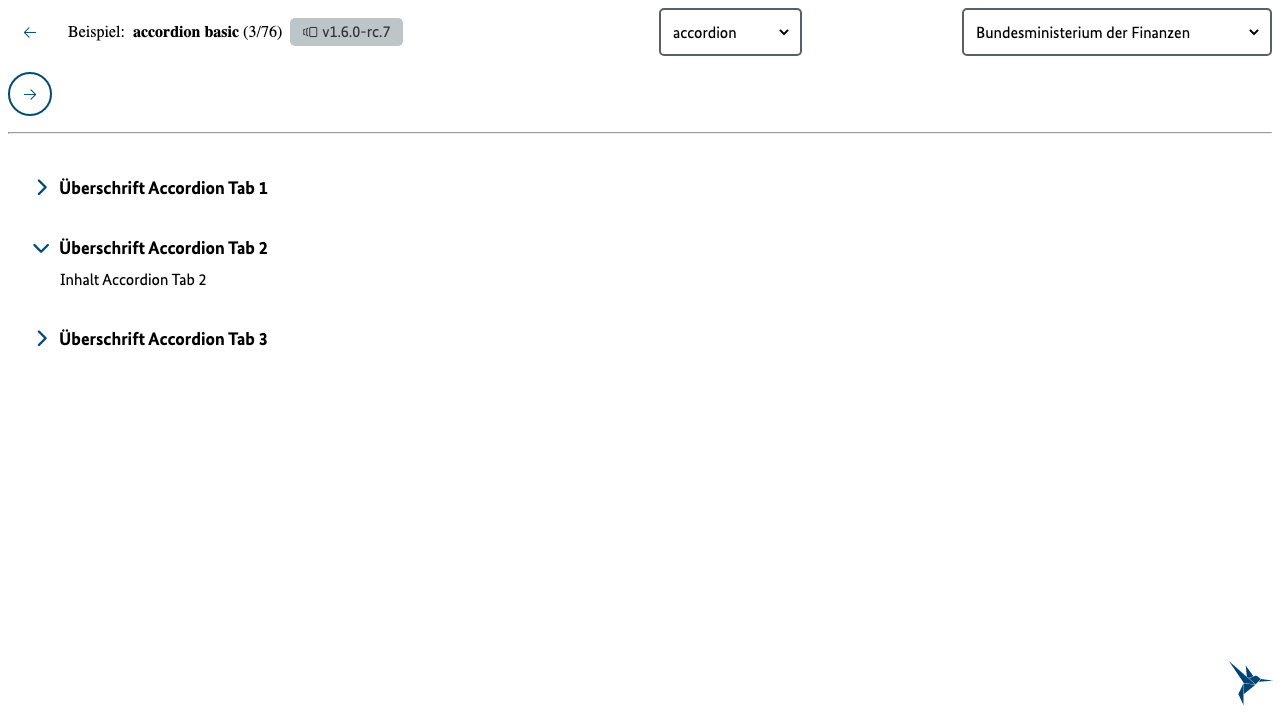 Beispiel: accordion basic (3/76) v1.6.0-rc.7 accordion Bundesministerium der Finanzen
Überschrift Accordion Tab 1
Überschrift Accordion Tab 2
Inhalt Accordion Tab 2
Überschrift Accordion Tab 3